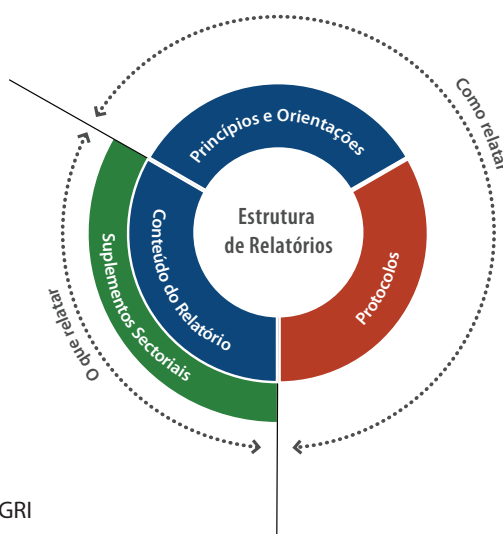 Como relatar
Princípios e Orientações
Estrutura
de Relatórios
Conteúdo do Relatório
Protocolos
Suplementos Sectoriais
O que relatar
GRI